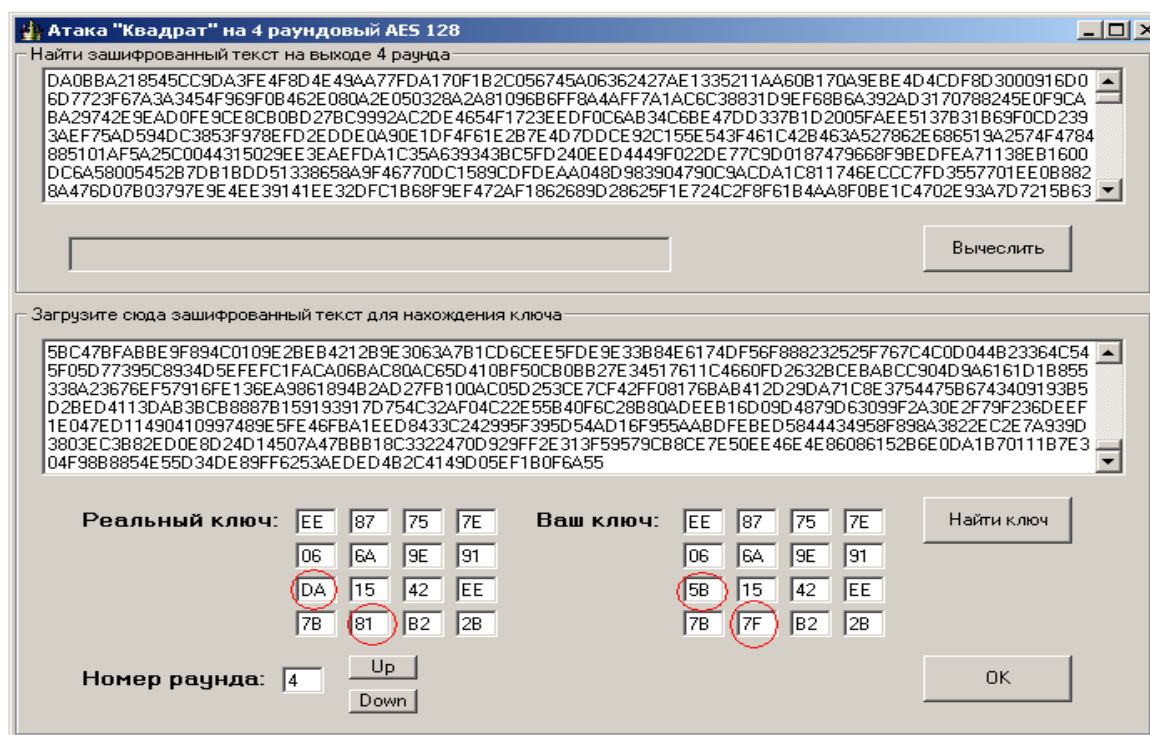 Атака "Квадрат" на 4 раундовый AES 128
Найти зашифрованный текст на выходе 4 раунда
DA0BBA218545CC9DA3FE4F8D4E49AA77FDA170F1B2C056745A06362427AE1335211AA60B170A9EBE4D4CDF8D3000916D0
6D7723F67A3A3454F969F0B462E080A2E050328A2A81096B6FF8A4AFF7A1AC6C38831D9EF68B6A392AD3170788245E0F9CA
BA29742E9EAD0FE9CE8CB0BD27BC9992AC2DE4654F1723EEDF0C6AB34C6BE47DD337B1D2005FAEE5137B31B69F0CD239
3AEF75AD594DC3853F978EFD2EDDE0A90E1DF4F61E2B7E4D7DDCE92C155E543F461C42B463A527862E686519A2574F4784
885101AF5A25C0044315029EE3EAEFDA1C35A639343BC5FD240EED4449F022DE77C9D0187479668F9BEDFEA71138EB1600
DC6A58005452B7DB1BDD51338658A9F46770DC1589CDFDEAA048D983904790C9ACDA1C811746ECCC7FD3557701EE0B882
8A476D07B03797E9E4EE39141EE32DFC1B68F9EF472AF1862689D28625F1E724C2F8F61B4AA8F0BE1C4702E93A7D7215B63
Вычеслить
Загрузите сюда зашифрованный текст для нахождения ключа
5BC47BFABBE9F894C0109E2BEB4212B9E3063A7B1CD6CEE5FDE9E33B84E6174DF56F888232525F767C4C0D044B23364C54
5F05D77395C8934D5EFEFC1FACA06BAC80AC65D410BF50CB0BB27E34517611C4660FD2632BCEBABCC904D9A6161D1B855
338A23676EF57916FE136EA9861894B2AD27FB100AC05D253CE7CF42FF08176BAB412D29DA71C8E3754475B6743409193B5
D2BED4113DAB3BCB8887B159193917D754C32AF04C22E55B40F6C28B80ADEEB16D09D4879D63099F2A30E2F79F236DEEF
1E047ED11490410997489E5FE46FBA1EED8433C242995F395D54AD16F955AABDFEBED5844434958F898A3822EC2E7A939D
3803EC3B82ED0E8D24D14507A47BBB18C3322470D929FF2E313F59579CB8CE7E50EE46E4E86086152B6E0DA1B70111B7E3
04F98B8854E55D34DE89FF6253AEDED4B2C4149D05EF1B0F6A55
Реальный ключ: EE 87 75 7E Ваш ключ: EE 87 75 7E Найти ключ
06 6A 9E 91 06 6A 9E 91
DA 15 42 EE 5B 15 42 EE
7B 81 B2 2B 7B 7F B2 2B
Номер раунда: 4 Up OK
Down